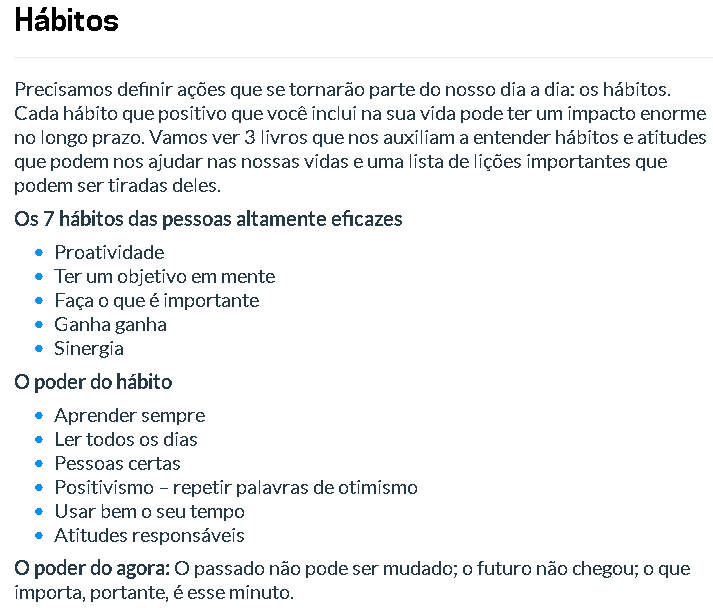 Hábitos
Precisamos definir ações que se tornarão parte do nosso dia a dia: os hábitos.
Cada hábito que positivo que você inclui na sua vida pode ter um impacto enorme
no longo prazo. Vamos ver 3 livros que nos auxiliam a entender hábitos e atitudes
que podem nos ajudar nas nossas vidas e uma lista de lições importantes que
podem ser tiradas deles.
Os 7 hábitos das pessoas altamente eficazes
• Proatividade
• Ter um objetivo em mente
• Faça o que é importante
• Ganha ganha
• Sinergia
O poder do hábito
• Aprender sempre
• Ler todos os dias
• Pessoas certas
• Positivismo – repetir palavras de otimismo
• Usar bem o seu tempo
• Atitudes responsáveis
O poder do agora: O passado não pode ser mudado; o futuro não chegou; o que
importa, portante, é esse minuto.